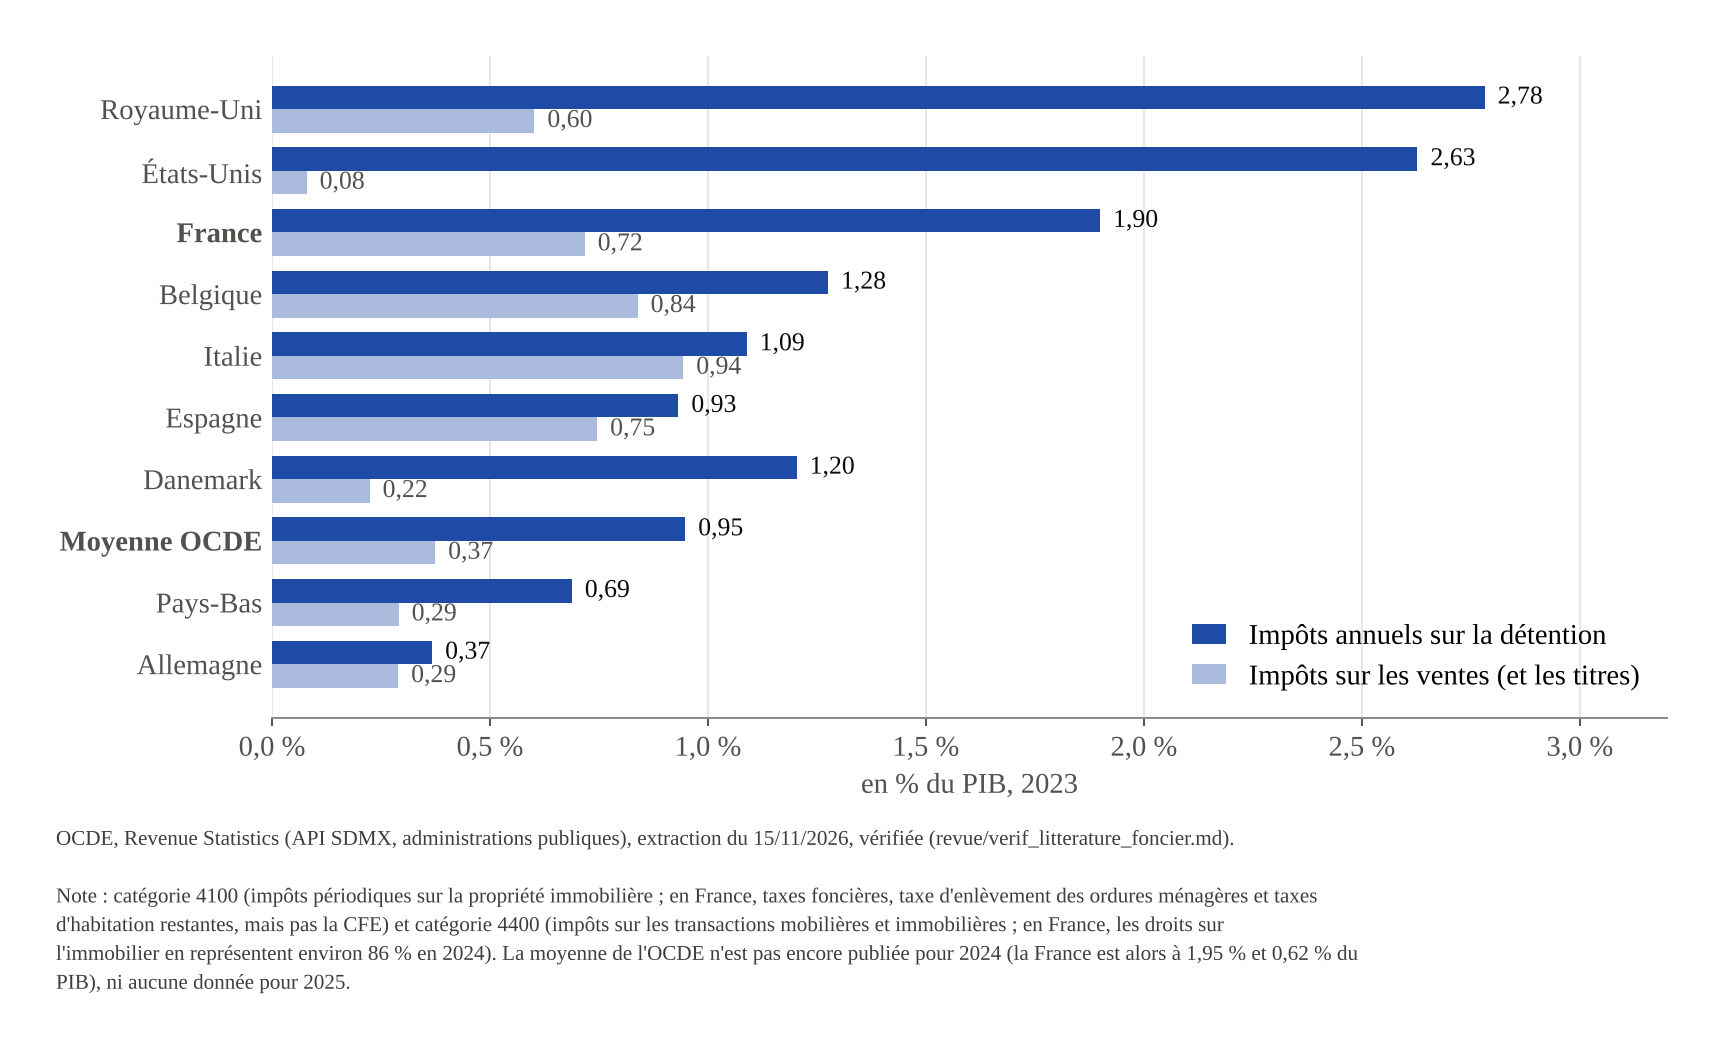 Royaume-Uni
2,78
0,60
États-Unis
2,63
0,08
France
1,90
0,72
Belgique
1,28
0,84
Italie
1,09
0,94
Espagne
0,93
0,75
Danemark
1,20
0,22
Moyenne OCDE
0,95
0,37
Pays-Bas
0,69
0,29
Allemagne
0,37
0,29
Impôts annuels sur la détention
Impôts sur les ventes (et les titres)
0,0 % 0,5 % 1,0 % 1,5 % 2,0 % 2,5 % 3,0 %
en % du PIB, 2023
OCDE, Revenue Statistics (API SDMX, administrations publiques), extraction du 15/11/2026, vérifiée (revue/verif_litterature_foncier.md).
Note : catégorie 4100 (impôts périodiques sur la propriété immobilière ; en France, taxes foncières, taxe d'enlèvement des ordures ménagères et taxes
d'habitation restantes, mais pas la CFE) et catégorie 4400 (impôts sur les transactions mobilières et immobilières ; en France, les droits sur
l'immobilier en représentent environ 86 % en 2024). La moyenne de l'OCDE n'est pas encore publiée pour 2024 (la France est alors à 1,95 % et 0,62 % du
PIB), ni aucune donnée pour 2025.